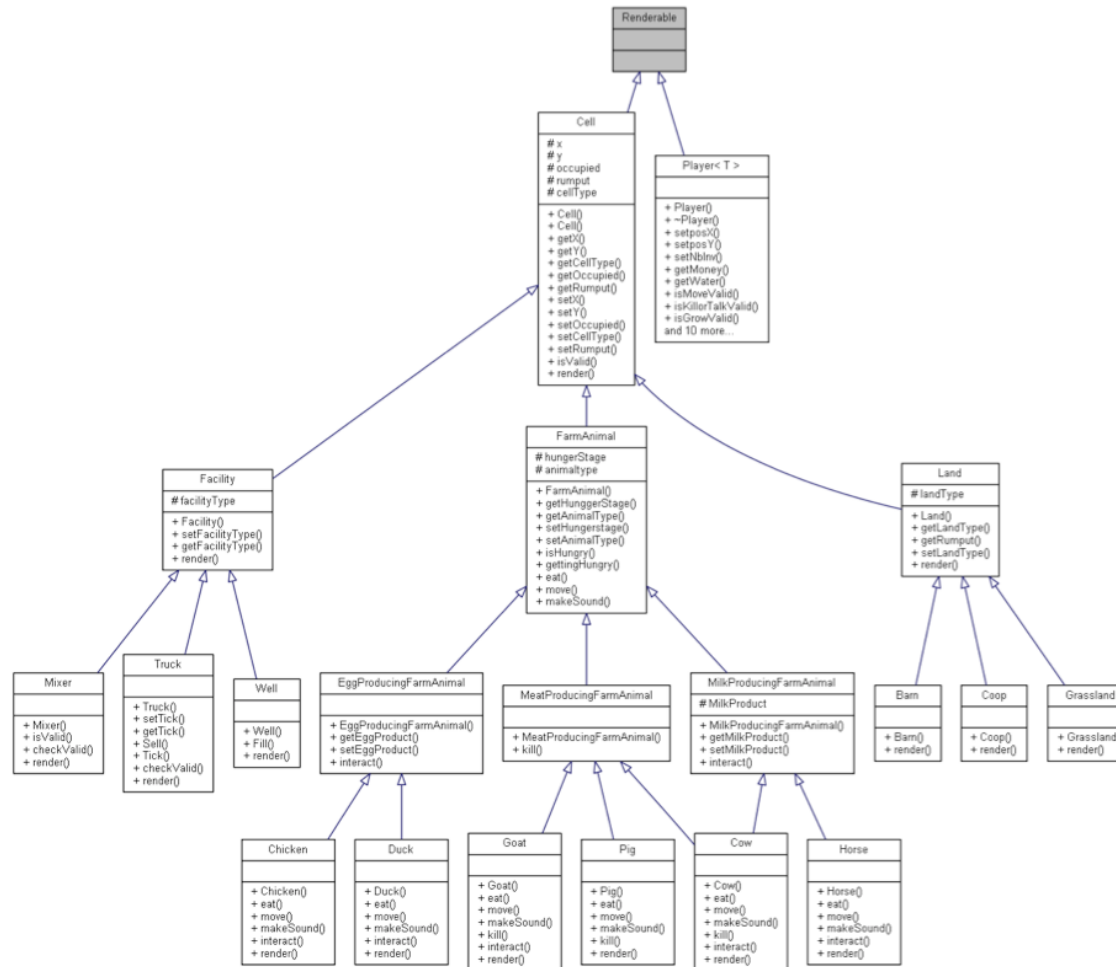 Renderable
Cell
# x
# y
# occupied
# rumput
# cellType
+ Cell()
+ Cell()
+ getX()
+ getY()
+ getCellType()
+ getOccupied()
+ getRumput()
+ setX()
+ setY()
+ setOccupied()
+ setCellType()
+ setRumput()
+ isValid()
+ render()
Player< T >
+ Player()
+ ~Player()
+ setposX()
+ setposY()
+ setNbInv()
+ getMoney()
+ getWater()
+ isMoveValid()
+ isKillorTalkValid()
+ isGrowValid()
and 10 more...
Facility
# facilityType
+ Facility()
+ setFacilityType()
+ getFacilityType()
+ render()
FarmAnimal
# hungerStage
# animaltype
+ FarmAnimal()
+ getHunggerStage()
+ getAnimalType()
+ setHungerstage()
+ setAnimalType()
+ isHungry()
+ gettingHungry()
+ eat()
+ move()
+ makeSound()
Land
# landType
+ Land()
+ getLandType()
+ getRumput()
+ setLandType()
+ render()
Mixer
+ Mixer()
+ isValid()
+ checkValid()
+ render()
Truck
+ Truck()
+ setTick()
+ getTick()
+ Sell()
+ Tick()
+ checkValid()
+ render()
Well
+ Well()
+ Fill()
+ render()
EggProducingFarmAnimal
+ EggProducingFarmAnimal()
+ getEggProduct()
+ setEggProduct()
+ interact()
MeatProducingFarmAnimal
+ MeatProducingFarmAnimal()
+ kill()
MilkProducingFarmAnimal
# MilkProduct
+ MilkProducingFarmAnimal()
+ getMilkProduct()
+ setMilkProduct()
+ interact()
Barn
+ Barn()
+ render()
Coop
+ Coop()
+ render()
Grassland
+ Grassland()
+ render()
Chicken
+ Chicken()
+ eat()
+ move()
+ makeSound()
+ interact()
+ render()
Duck
+ Duck()
+ eat()
+ move()
+ makeSound()
+ interact()
+ render()
Goat
+ Goat()
+ eat()
+ move()
+ makeSound()
+ kill()
+ interact()
+ render()
Pig
+ Pig()
+ eat()
+ move()
+ makeSound()
+ kill()
+ render()
Cow
+ Cow()
+ eat()
+ move()
+ makeSound()
+ kill()
+ interact()
+ render()
Horse
+ Horse()
+ eat()
+ move()
+ makeSound()
+ interact()
+ render()